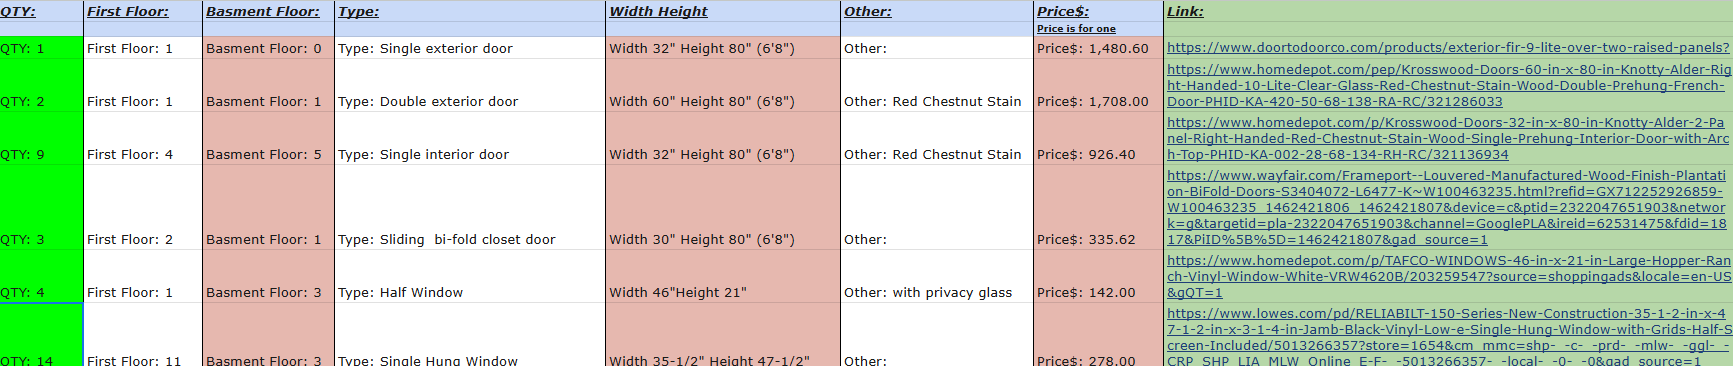 QTY: First Floor: Basment Floor: Type: Width Height Other: Price$: Link:
Price is for one
QTY: 1 First Floor: 1 Basment Floor: 0 Type: Single exterior door Width 32" Height 80" (6'8") Other: Price$: 1,480.60 https://www.doortodoorco.com/products/exterior-fir-9-lite-over-two-raised-panels?
https://www.homedepot.com/pep/Krosswood-Doors-60-in-x-80-in-Knotty-Alder-Rig
ht-Handed-10-Lite-Clear-Glass-Red-Chestnut-Stain-Wood-Double-Prehung-French-
QTY: 2 First Floor: 1 Basment Floor: 1 Type: Double exterior door Width 60" Height 80" (6'8") Other: Red Chestnut Stain Price$: 1,708.00 Door-PHID-KA-420-50-68-138-RA-RC/321286033
https://www.homedepot.com/p/Krosswood-Doors-32-in-x-80-in-Knotty-Alder-2-Pa
nel-Right-Handed-Red-Chestnut-Stain-Wood-Single-Prehung-Interior-Door-with-Arc
QTY: 9 First Floor: 4 Basment Floor: 5 Type: Single interior door Width 32" Height 80" (6'8") Other: Red Chestnut Stain Price$: 926.40 h-Top-PHID-KA-002-28-68-134-RH-RC/321136934
https://www.wayfair.com/Frameport--Louvered-Manufactured-Wood-Finish-Plantati
on-BiFold-Doors-S3404072-L6477-K~W100463235.html?refid=GX712252926859-
W100463235_1462421806_1462421807&device=c&ptid=2322047651903&networ
k=g&targetid=pla-2322047651903&channel=GooglePLA&ireid=62531475&fdid=18
QTY: 3 First Floor: 2 Basment Floor: 1 Type: Sliding  bi-fold closet door Width 30" Height 80" (6'8") Other: Price$: 335.62 17&PiID%5B%5D=1462421807&gad_source=1
https://www.homedepot.com/p/TAFCO-WINDOWS-46-in-x-21-in-Large-Hopper-Ran
ch-Vinyl-Window-White-VRW4620B/203259547?source=shoppingads&locale=en-US
QTY: 4 First Floor: 1 Basment Floor: 3 Type: Half Window Width 46"Height 21" Other: with privacy glass Price$: 142.00 &gQT=1
https://www.lowes.com/pd/RELIABILT-150-Series-New-Construction-35-1-2-in-x-4
7-1-2-in-x-3-1-4-in-Jamb-Black-Vinyl-Low-e-Single-Hung-Window-with-Grids-Half-S
creen-Included/5013266357?store=1654&cm_mmc=shp-_-c-_-prd-_-mlw-_-ggl-_-
QTY: 14 First Floor: 11 Basment Floor: 3 Type: Single Hung Window Width 35-1/2" Height 47-1/2" Other: Price$: 278.00 CRP_SHP_LIA_MLW_Online_E-F-_-5013266357-_-local-_-0-_-0&gad_source=1